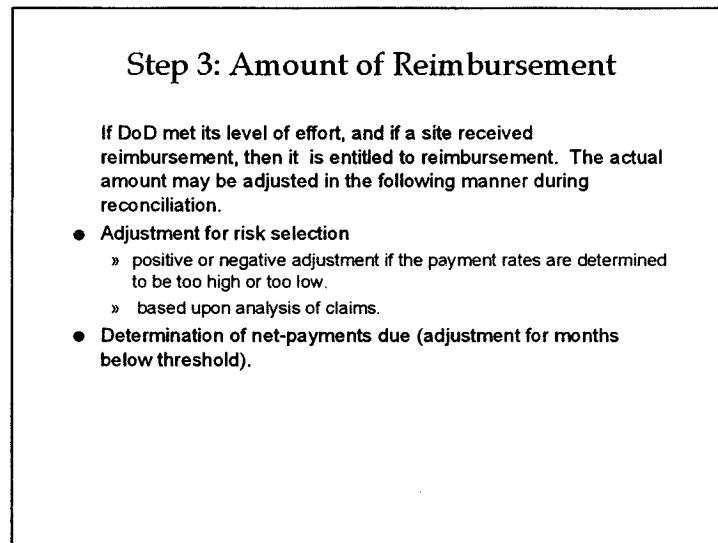 Step 3: Amount of Reimbursement
If DoD met its level of effort, and if a site received
reimbursement, then it is entitled to reimbursement. The actual
amount may be adjusted in the following manner during
reconciliation.
● Adjustment for risk selection
» positive or negative adjustment if the payment rates are determined
to be too high or too low.
» based upon analysis of claims.
● Determination of net-payments due (adjustment for months
below threshold).